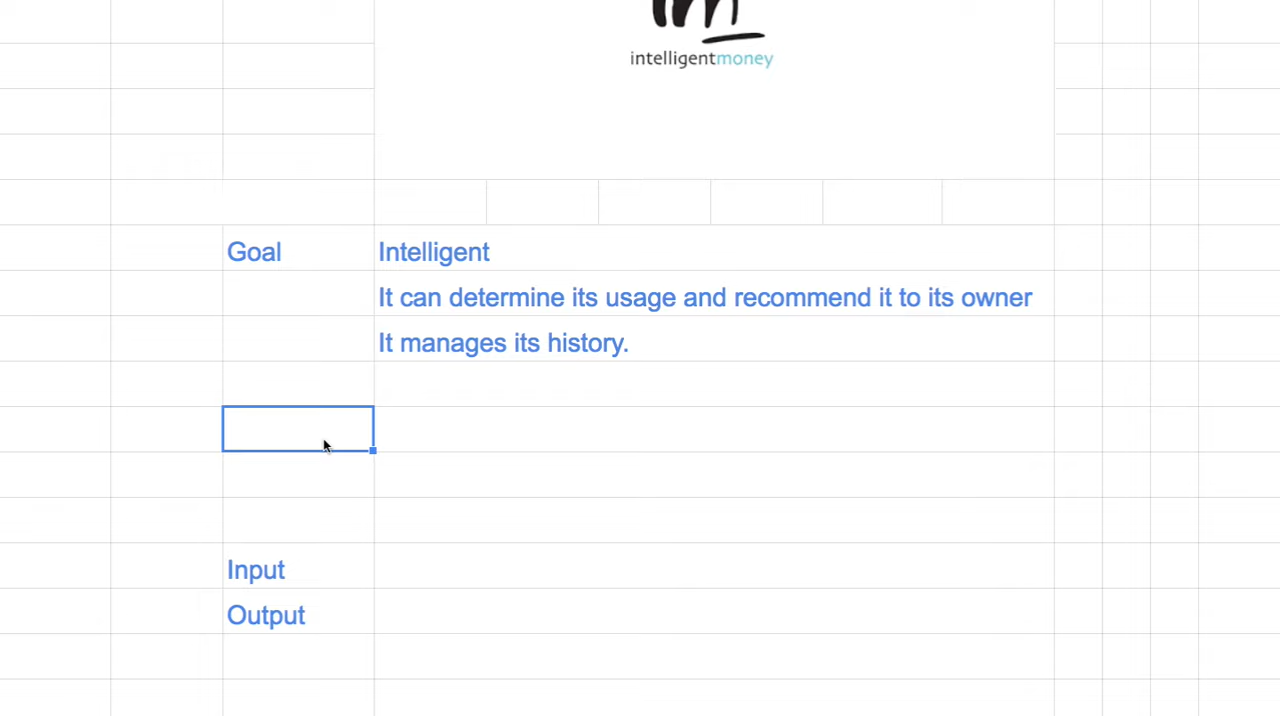 im
intelligentmoney
Goal
Intelligent
It can determine its usage and recommend it to its owner
It manages its history.
Input
Output